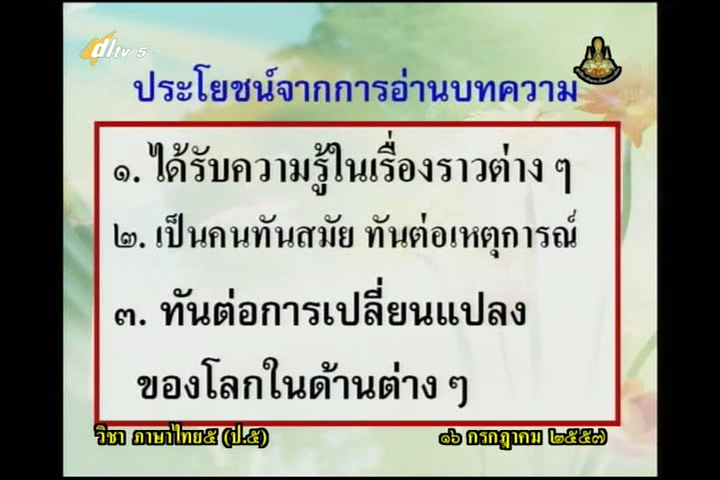 dltv 5
ประโยชน์จากการอ่านบทความ
๑. ได้รับความรู้ในเรื่องราวต่าง ๆ
๒. เป็นคนทันสมัย ทันต่อเหตุการณ์
๓. ทันต่อการเปลี่ยนแปลง
ของโลกในด้านต่าง ๆ
วิชา ภาษาไทย๕ (ป.๕) ๑๖ กรกฎาคม ๒๕๕๗